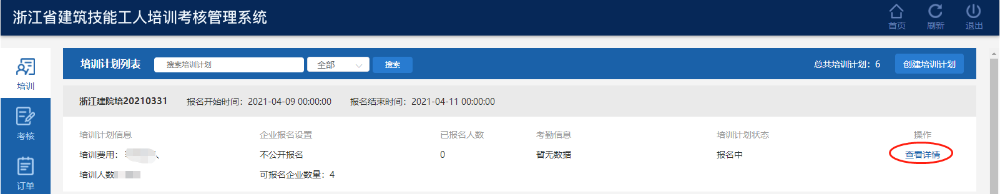 浙江省建筑技能工人培训考核管理系统
首页 刷新 退出
培训
考核
订单
培训计划列表 搜索培训计划 全部 搜索 总共培训计划：6 创建培训计划
浙江建院培20210331 报名开始时间：2021-04-09 00:00:00 报名结束时间：2021-04-11 00:00:00
培训计划信息 企业报名设置 已报名人数 考勤信息 培训计划状态 操作
培训费用： 不公开报名 0 暂无数据 报名中 查看详情
培训人数 可报名企业数量：4